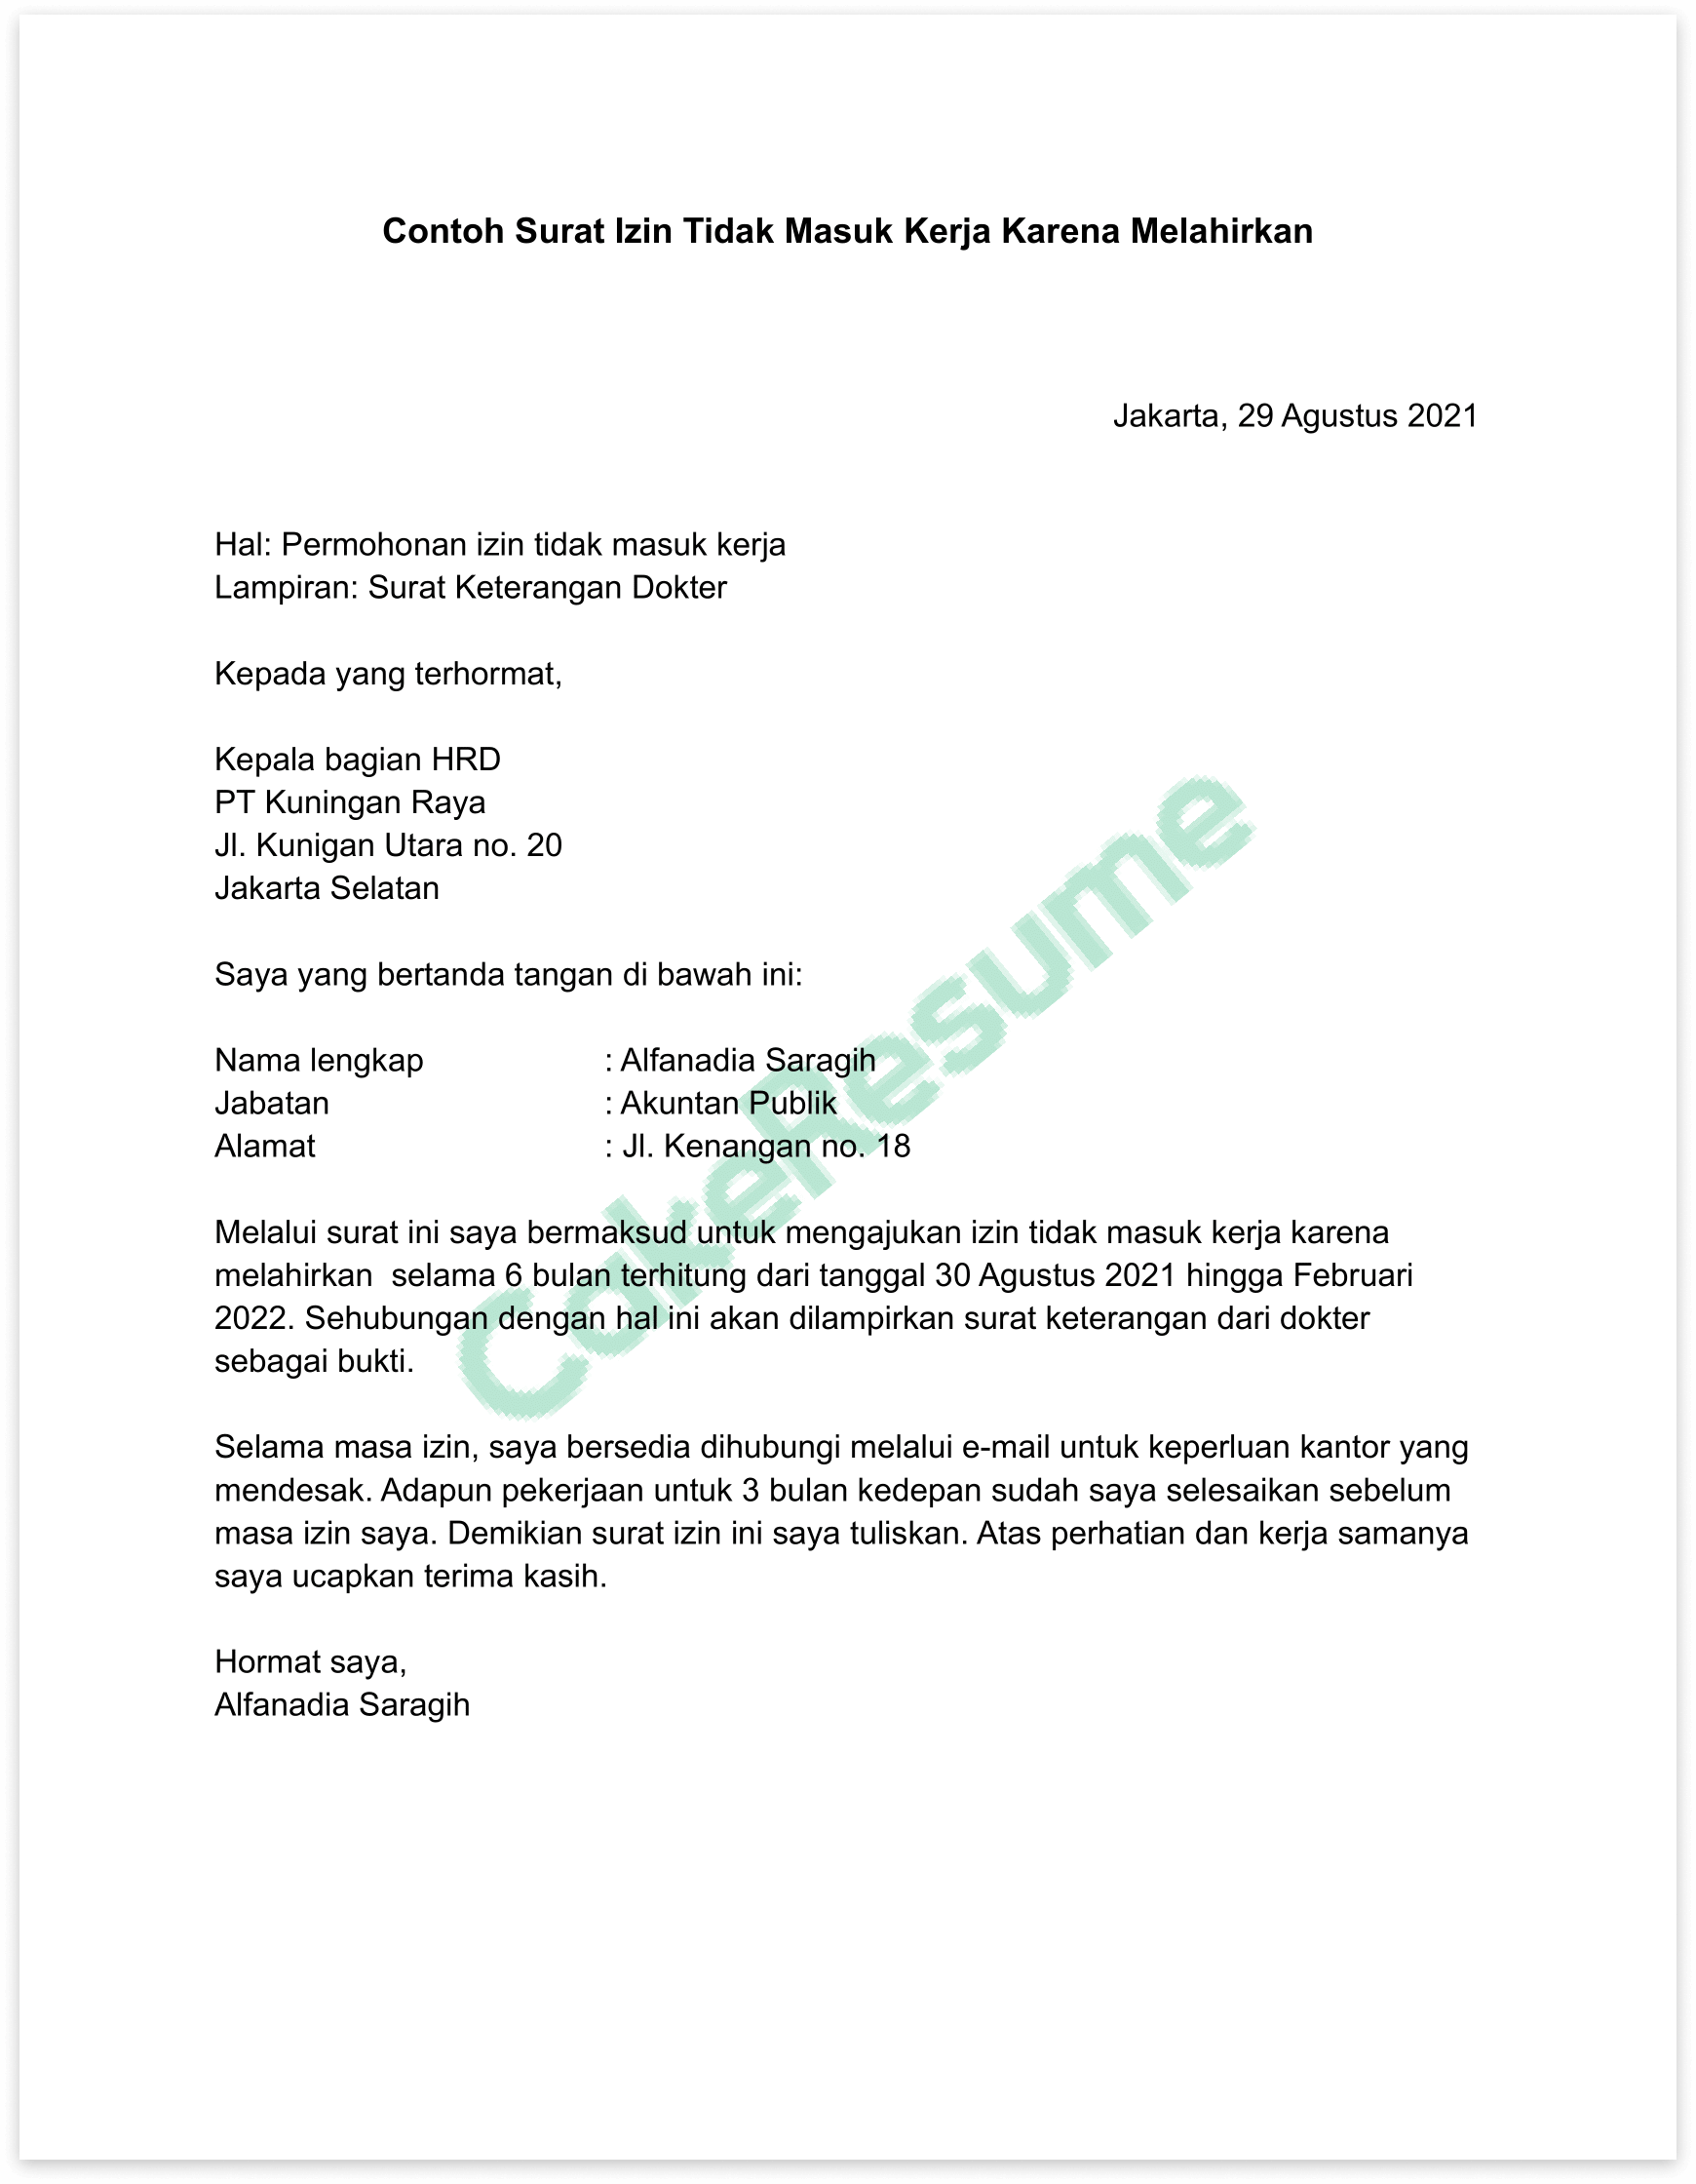 Contoh Surat Izin Tidak Masuk Kerja Karena Melahirkan
Jakarta, 29 Agustus 2021
Hal: Permohonan izin tidak masuk kerja
Lampiran: Surat Keterangan Dokter
Kepada yang terhormat,
Kepala bagian HRD
PT Kuningan Raya
Jl. Kunigan Utara no. 20
Jakarta Selatan
Saya yang bertanda tangan di bawah ini:
Nama lengkap : Alfanadia Saragih
Jabatan : Akuntan Publik
Alamat : Jl. Kenangan no. 18
Melalui surat ini saya bermaksud untuk mengajukan izin tidak masuk kerja karena
melahirkan  selama 6 bulan terhitung dari tanggal 30 Agustus 2021 hingga Februari
2022. Sehubungan dengan hal ini akan dilampirkan surat keterangan dari dokter
sebagai bukti.
Selama masa izin, saya bersedia dihubungi melalui e-mail untuk keperluan kantor yang
mendesak. Adapun pekerjaan untuk 3 bulan kedepan sudah saya selesaikan sebelum
masa izin saya. Demikian surat izin ini saya tuliskan. Atas perhatian dan kerja samanya
saya ucapkan terima kasih.
Hormat saya,
Alfanadia Saragih
CakeResume